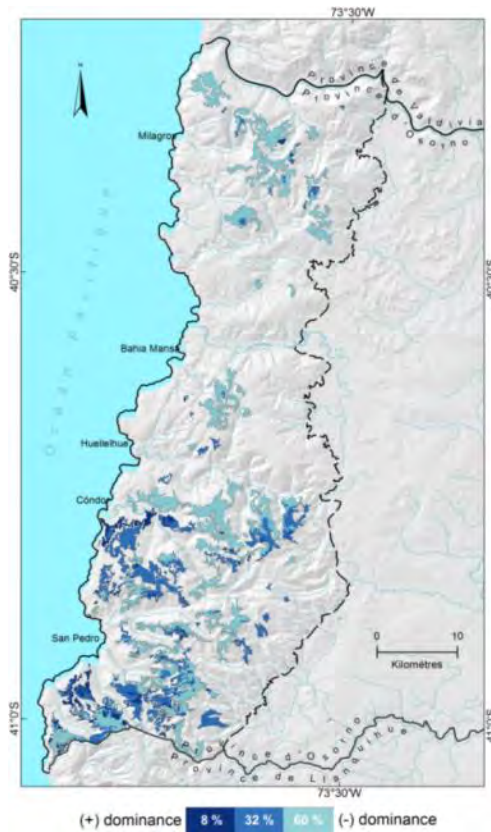 73°30'W
N
Province de Valdivia
Province d'Osorno
Milagro
Océan Pacifique
40°30'S
40°30'S
Bahia Mansa
Huellelhue
Cóndor
San Pedro
0 10
Kilométres
41°0'S
41°0'S
Province d'Osorno
Province de Llanquihue
73°30'W
(+) dominance 8 % 32 % 60 % (-) dominance